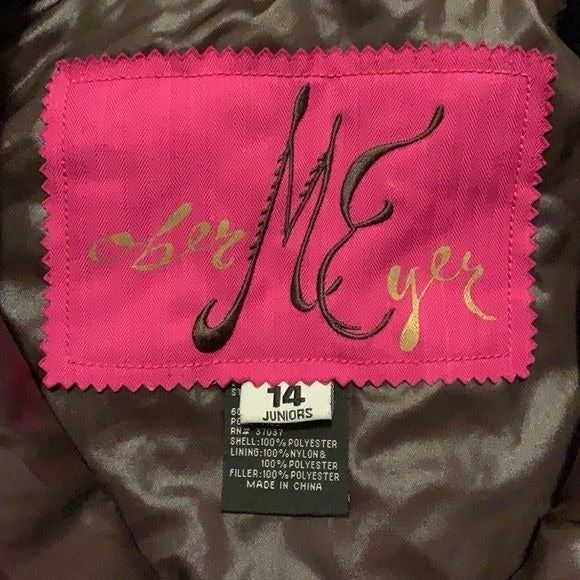 oberMEyer
14
JUNIORS
RN# 37037
SHELL:100% POLYESTER
LINING:100% NYLON &
100% POLYESTER
FILLER:100% POLYESTER
MADE IN CHINA